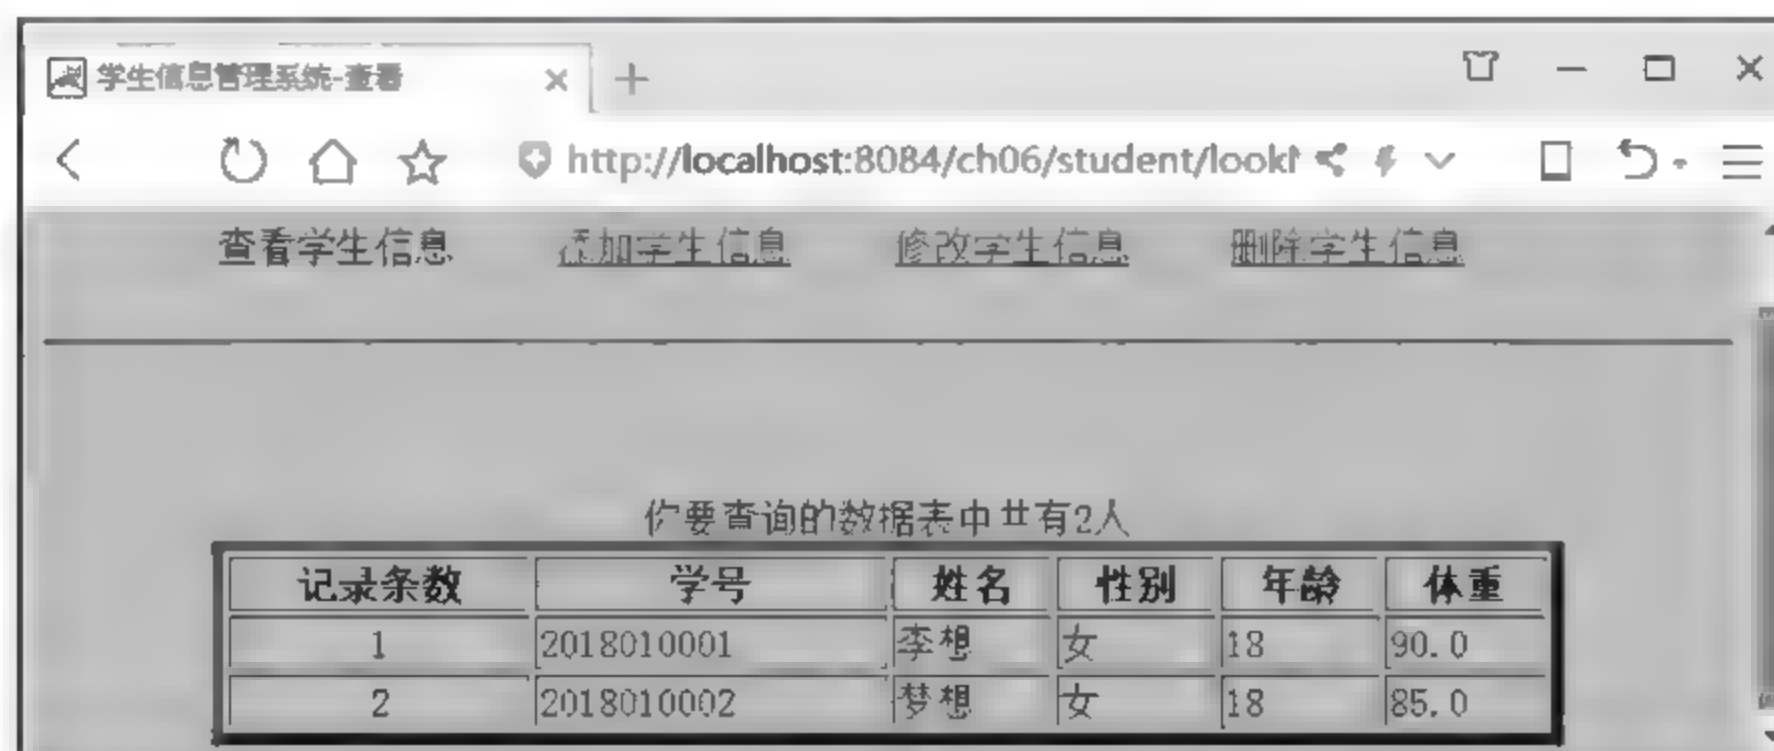 学生信息管理系统-查看
http://localhost:8084/ch06/student/look
查看学生信息 添加学生信息 修改学生信息 删除学生信息
你要查询的数据表中共有2人
记录条数 学号 姓名 性别 年龄 体重
1 2018010001 李想 女 18 90.0
2 2018010002 梦想 女 18 85.0